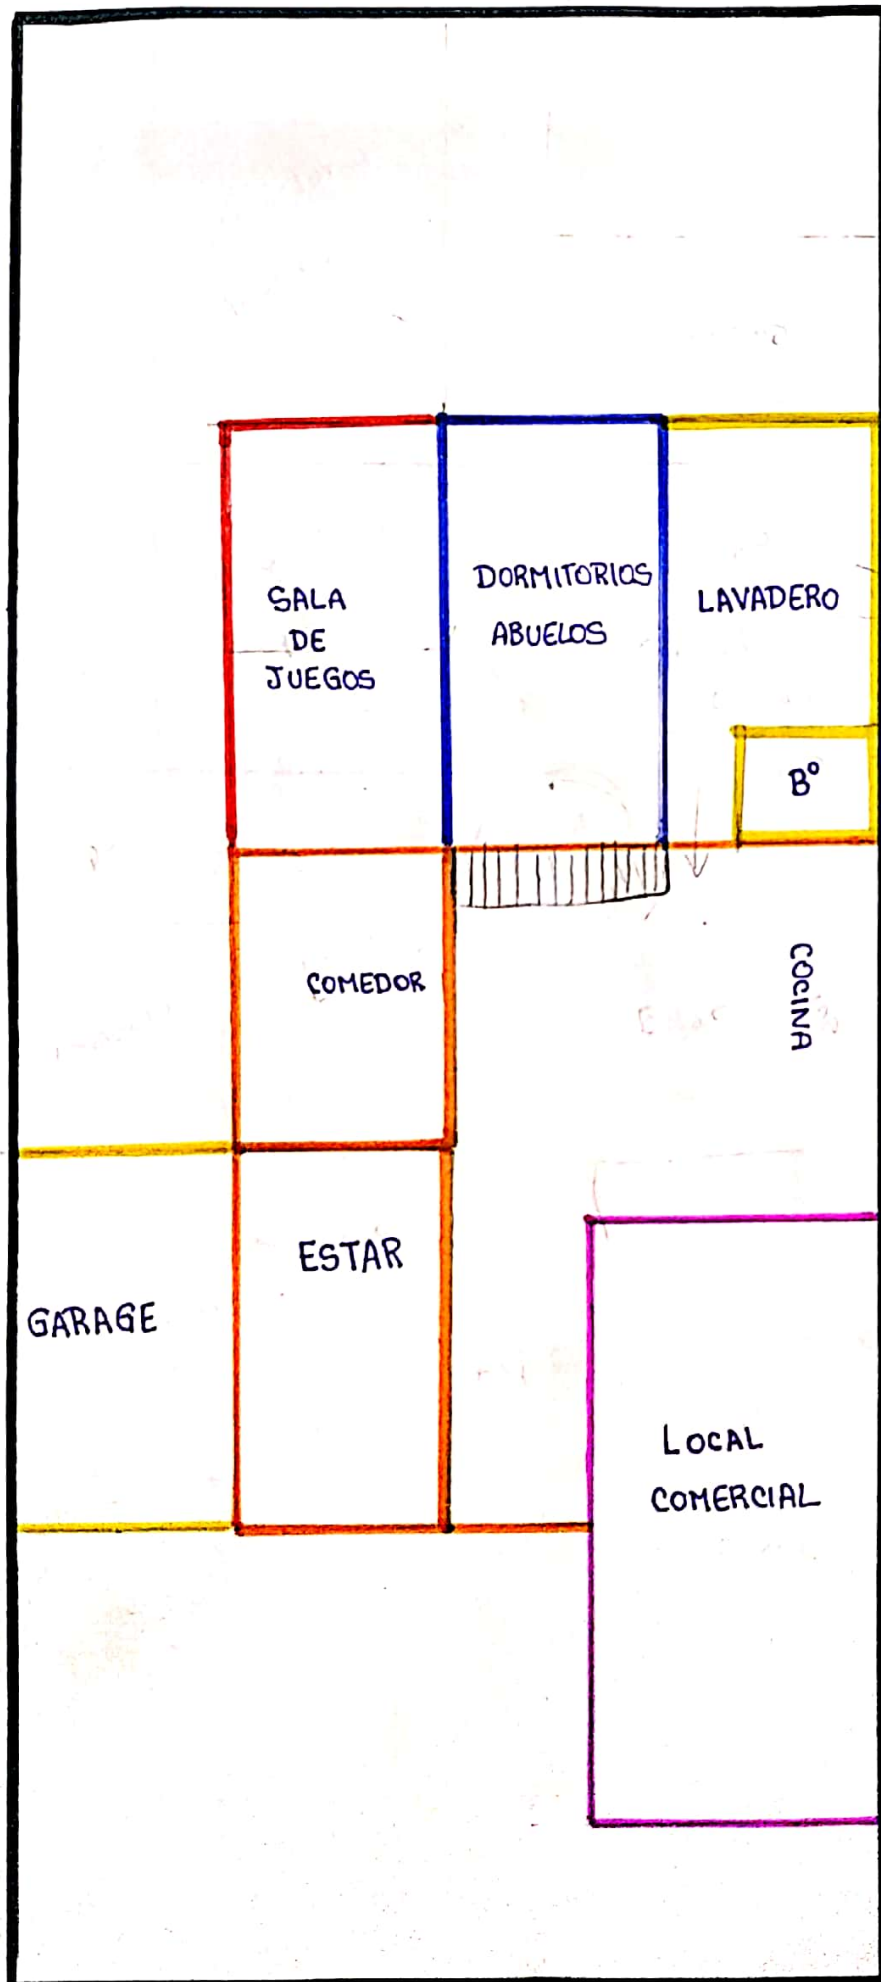 SALA
DE
JUEGOS
DORMITORIOS
ABUELOS
LAVADERO
B°
COMEDOR
COCINA
ESTAR
GARAGE
LOCAL
COMERCIAL